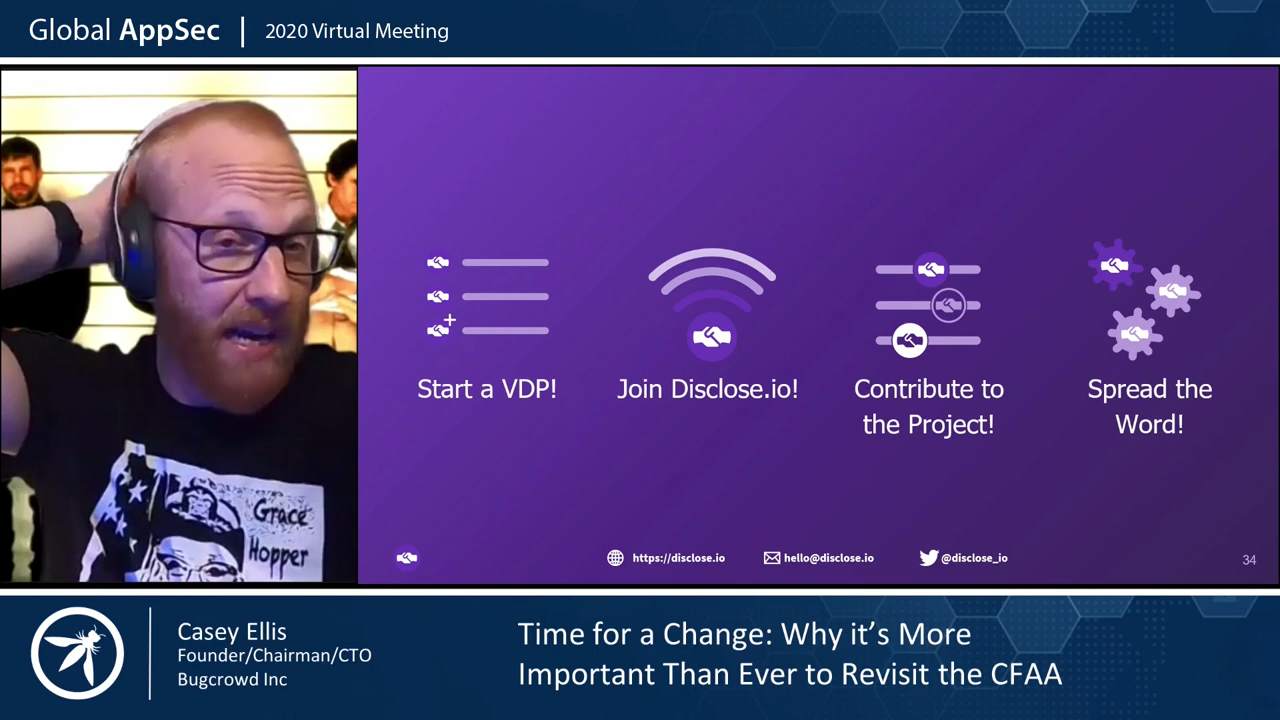 Global AppSec | 2020 Virtual Meeting
Start a VDP!
Join Disclose.io!
Contribute to
the Project!
Spread the
Word!
Grace
Hopper
https://disclose.io
hello@disclose.io
@disclose_io
34
Casey Ellis
Founder/Chairman/CTO
Bugcrowd Inc
Time for a Change: Why it's More
Important Than Ever to Revisit the CFAA